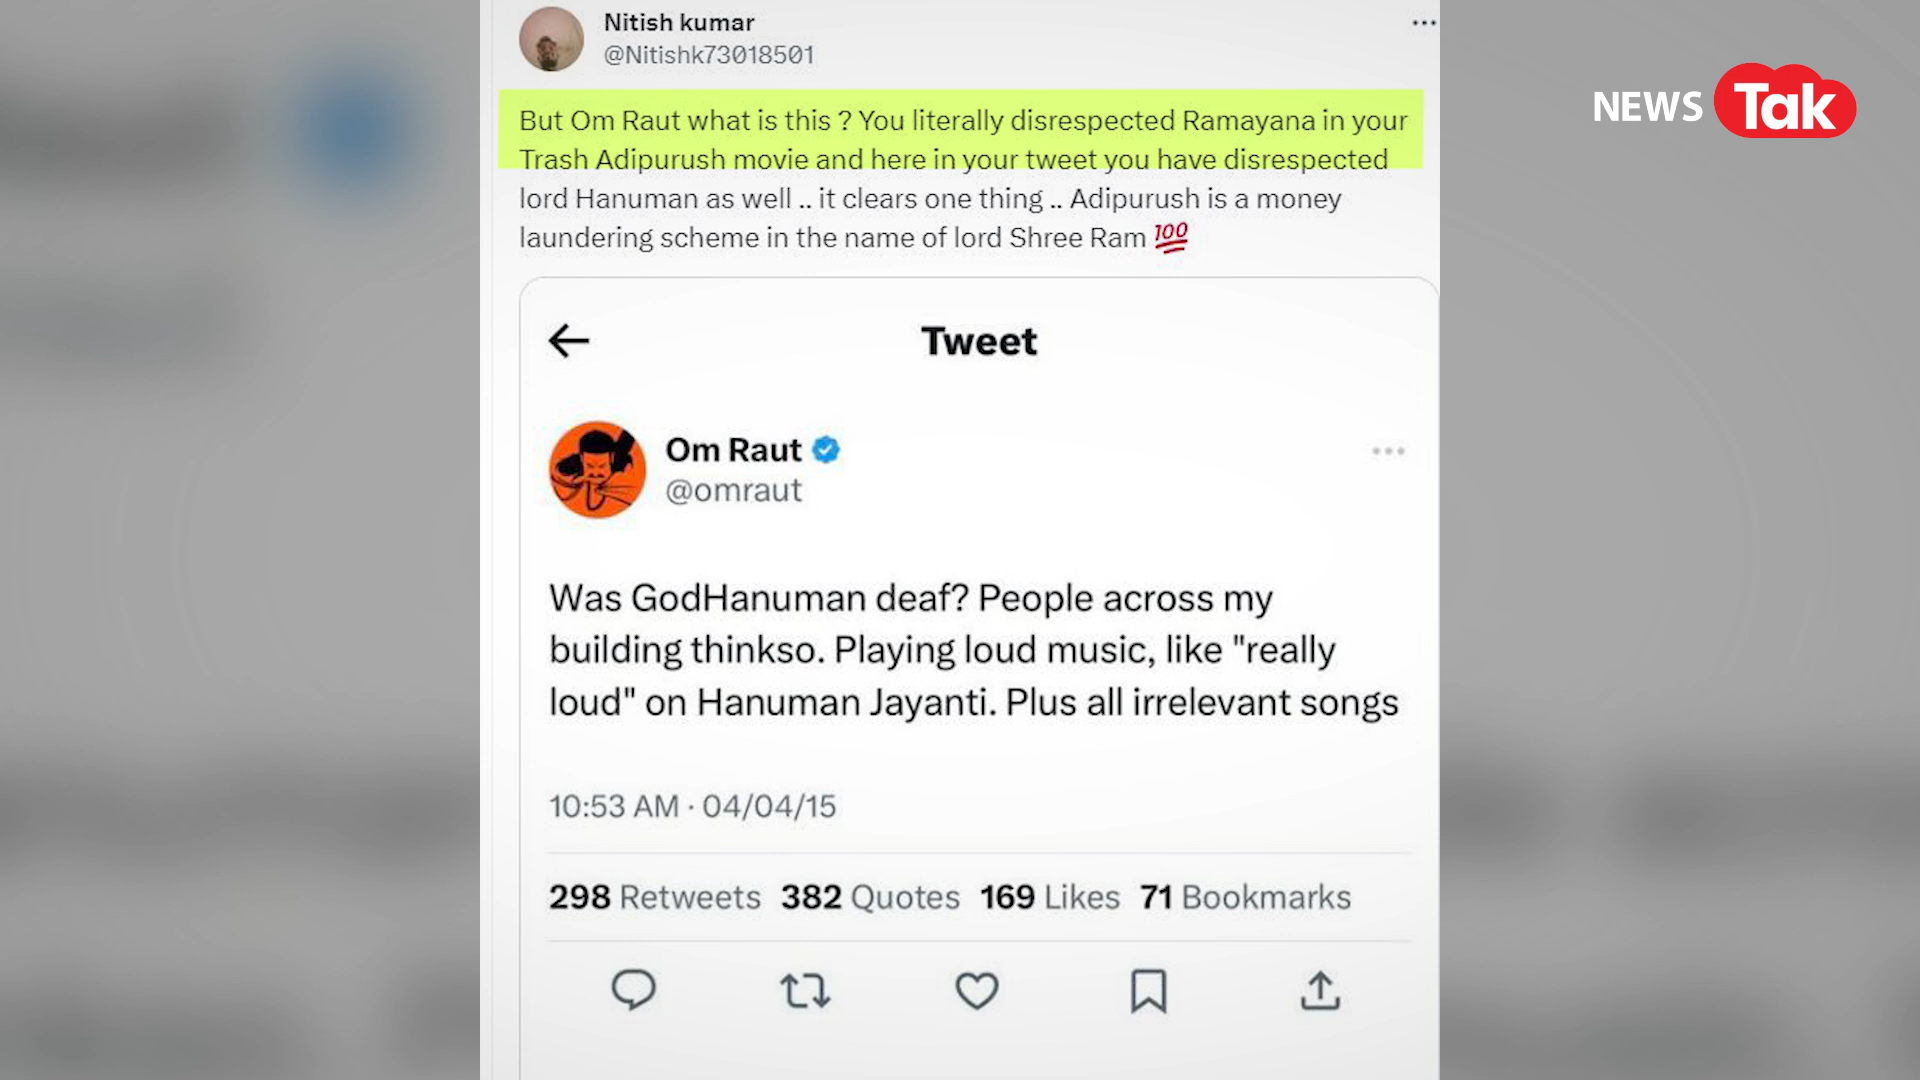 Nitish kumar
@Nitishk73018501
NEWS Tak
But Om Raut what is this ? You literally disrespected Ramayana in your
Trash Adipurush movie and here in your tweet you have disrespected
lord Hanuman as well .. it clears one thing .. Adipurush is a money
laundering scheme in the name of lord Shree Ram 💯
Tweet
Om Raut
@omraut
Was GodHanuman deaf? People across my
building thinkso. Playing loud music, like "really
loud" on Hanuman Jayanti. Plus all irrelevant songs
10:53 AM · 04/04/15
298 Retweets 382 Quotes 169 Likes 71 Bookmarks